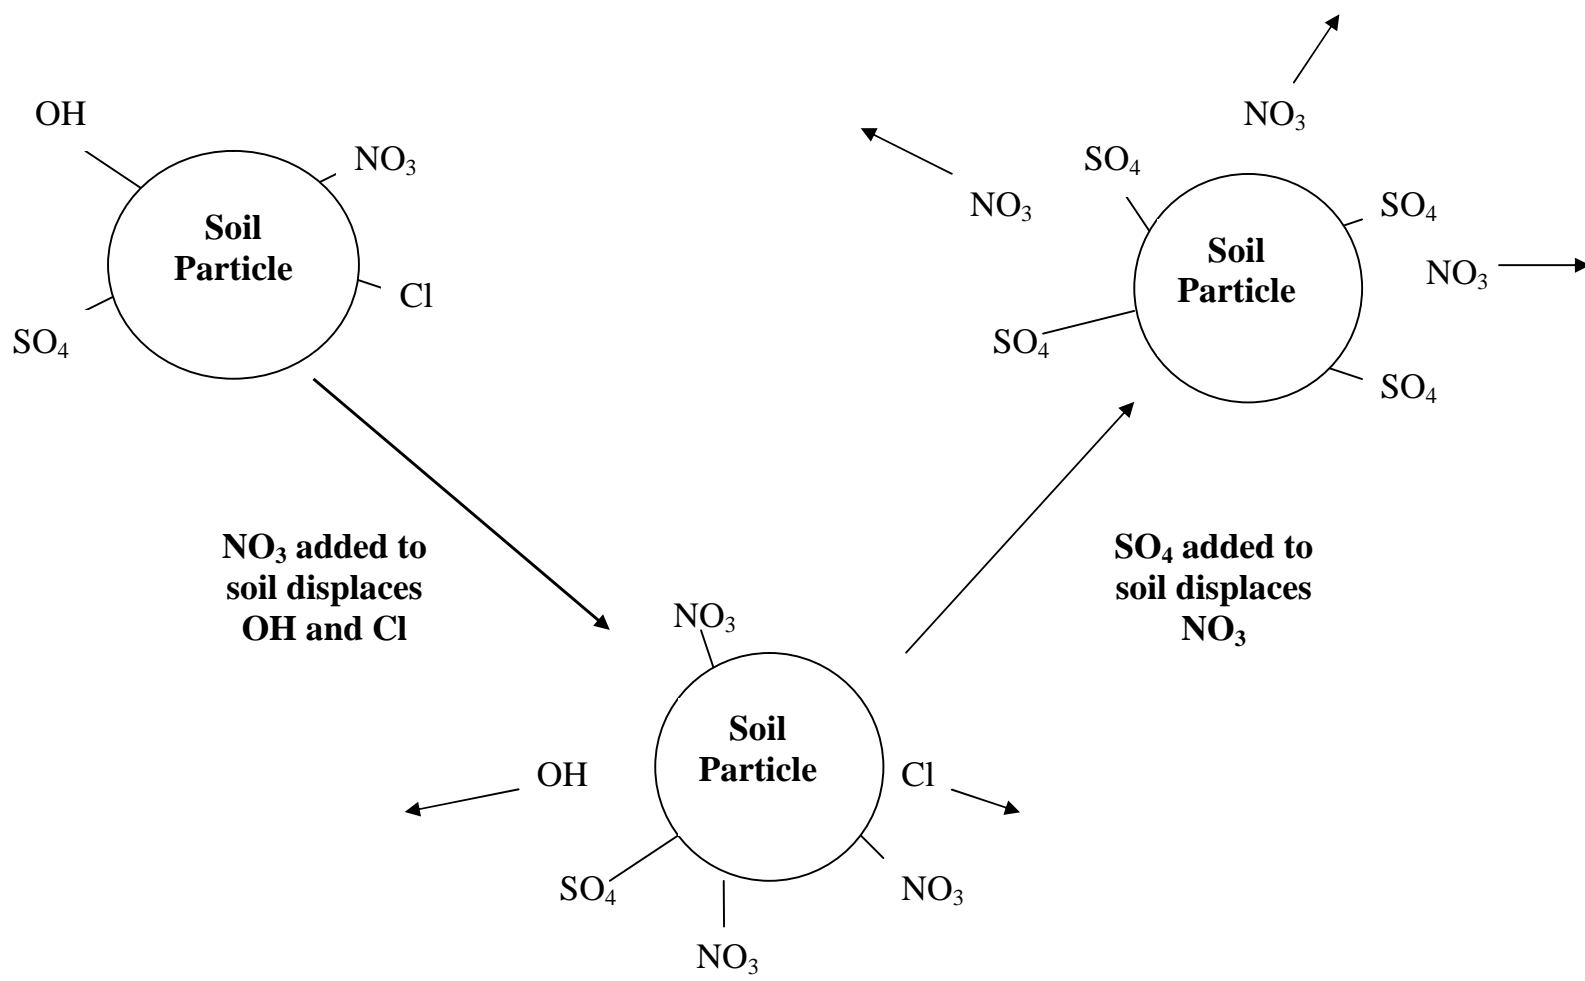 OH
NO₃
Soil
Particle
Cl
SO₄
NO₃ added to
soil displaces
OH and Cl
NO₃
Soil
Particle
OH
Cl
SO₄
NO₃
NO₃
SO₄ added to
soil displaces
NO₃
NO₃
NO₃
SO₄
SO₄
Soil
Particle
NO₃
SO₄
SO₄